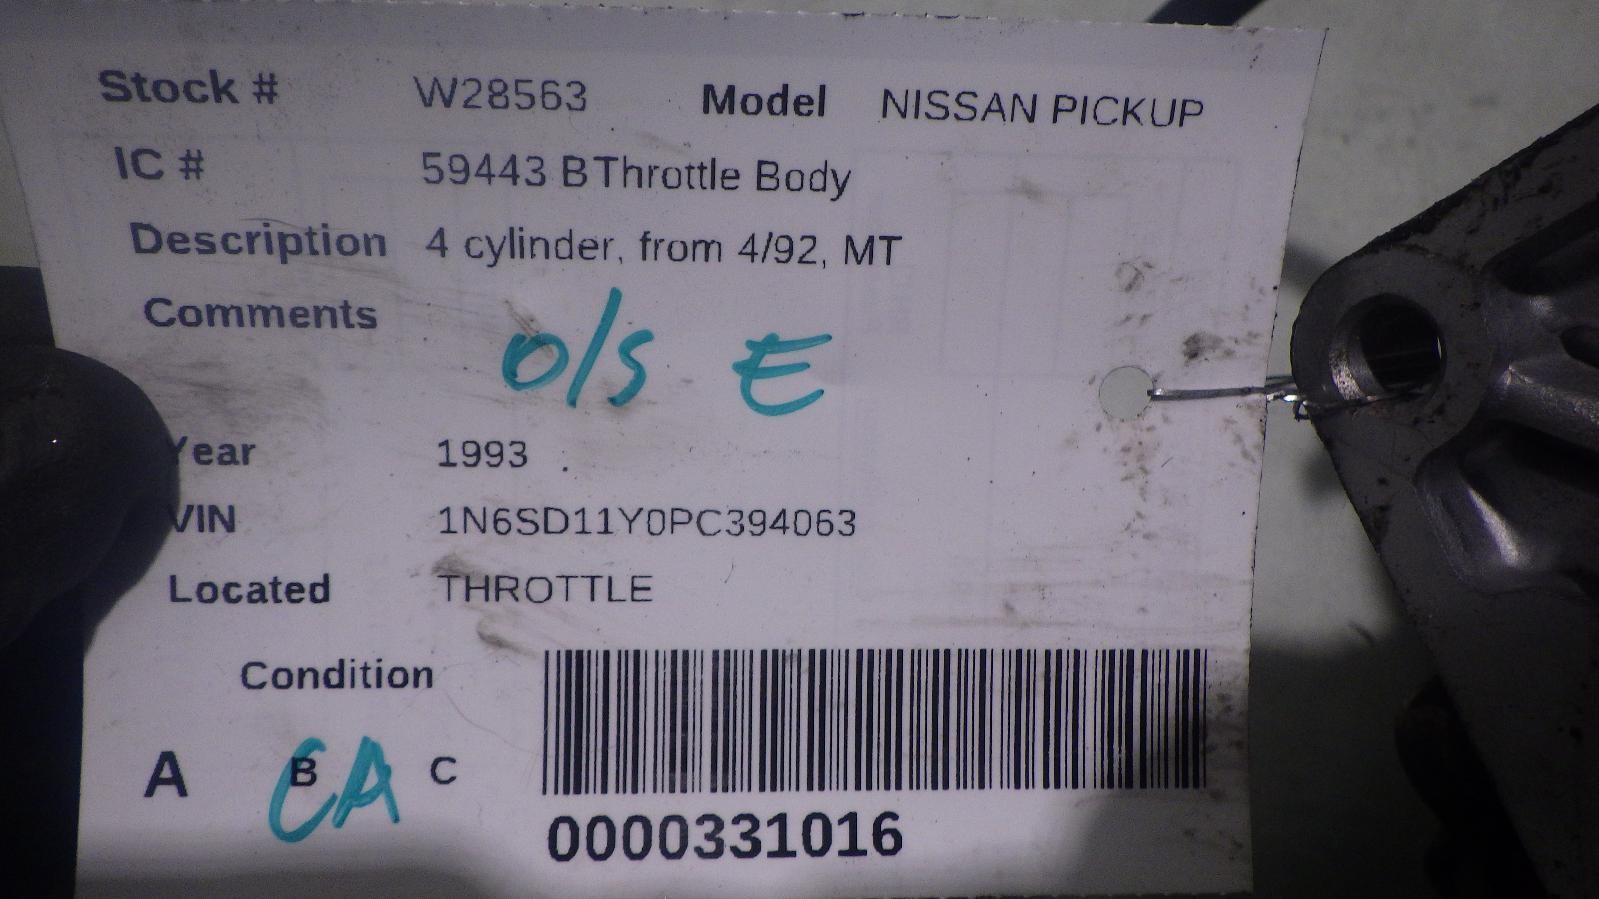 Stock # W28563 Model NISSAN PICKUP
IC # 59443 B Throttle Body
Description 4 cylinder, from 4/92, MT
Comments
O/S E
Year 1993
VIN 1N6SD11Y0PC394063
Located THROTTLE
Condition
A B C
CA
0000331016